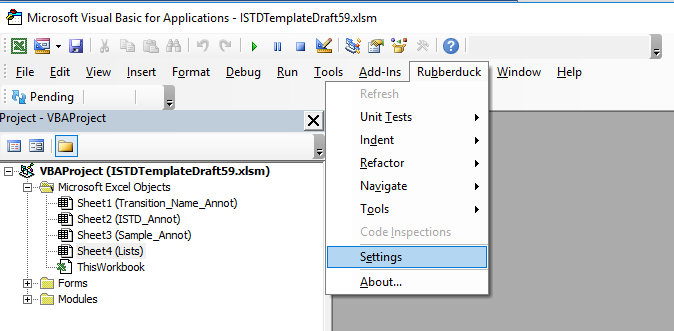 Microsoft Visual Basic for Applications - ISTDTemplateDraft59.xlsm
File Edit View Insert Format Debug Run Tools Add-Ins Rubberduck Window Help
Pending
Refresh
Unit Tests
Indent
Refactor
Navigate
Tools
Code Inspections
Settings
About...
Project - VBAProject
VBAProject (ISTDTemplateDraft59.xlsm)
Microsoft Excel Objects
Sheet1 (Transition_Name_Annot)
Sheet2 (ISTD_Annot)
Sheet3 (Sample_Annot)
Sheet4 (Lists)
ThisWorkbook
Forms
Modules